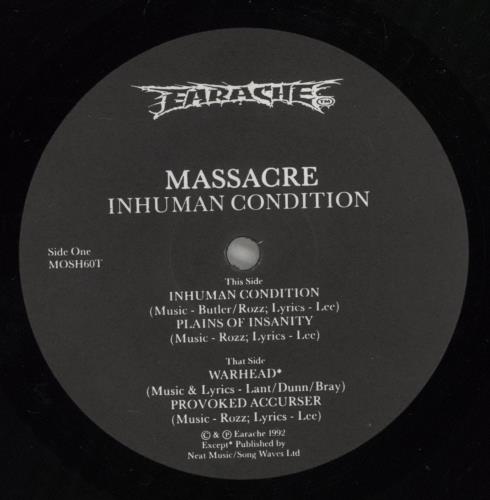 EARACHE TM
MASSACRE
INHUMAN CONDITION
Side One
MOSH60T
This Side
INHUMAN CONDITION
(Music - Butler/Rozz; Lyrics - Lee)
PLAINS OF INSANITY
(Music - Rozz; Lyrics - Lee)
That Side
WARHEAD*
(Music & Lyrics - Lant/Dunn/Bray)
PROVOKED ACCURSER
(Music - Rozz; Lyrics - Lee)
© & ℗ Earache 1992
Except* Published by
Neat Music/Song Waves Ltd